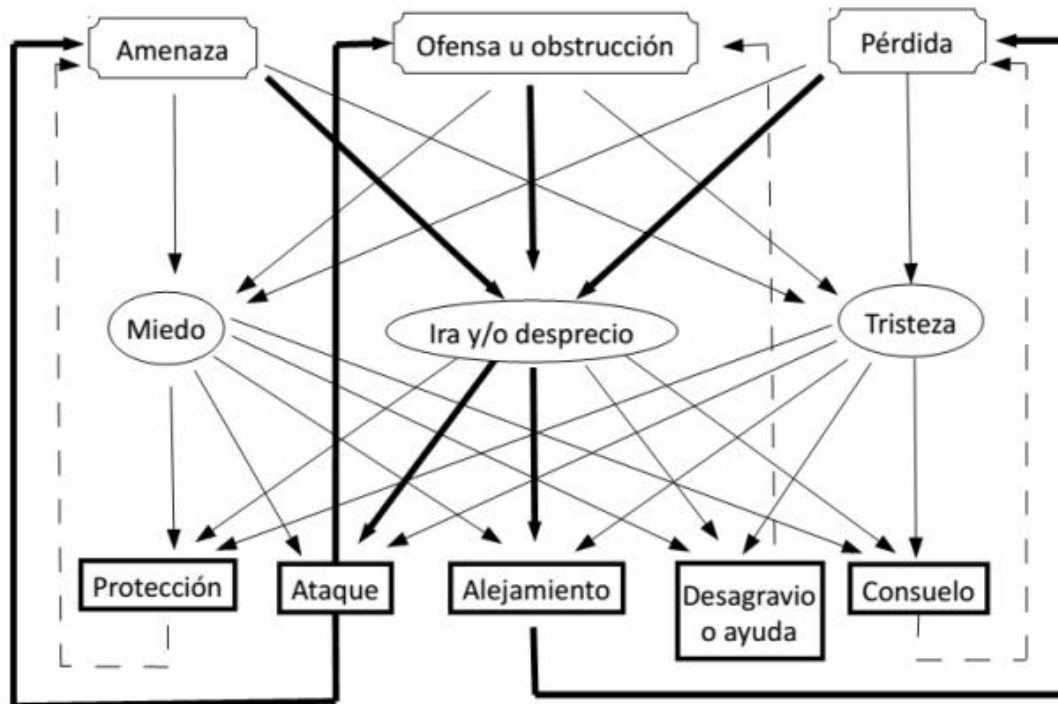 Amenaza
Ofensa u obstrucción
Pérdida
Miedo
Ira y/o desprecio
Tristeza
Protección
Ataque
Alejamiento
Desagravio
o ayuda
Consuelo